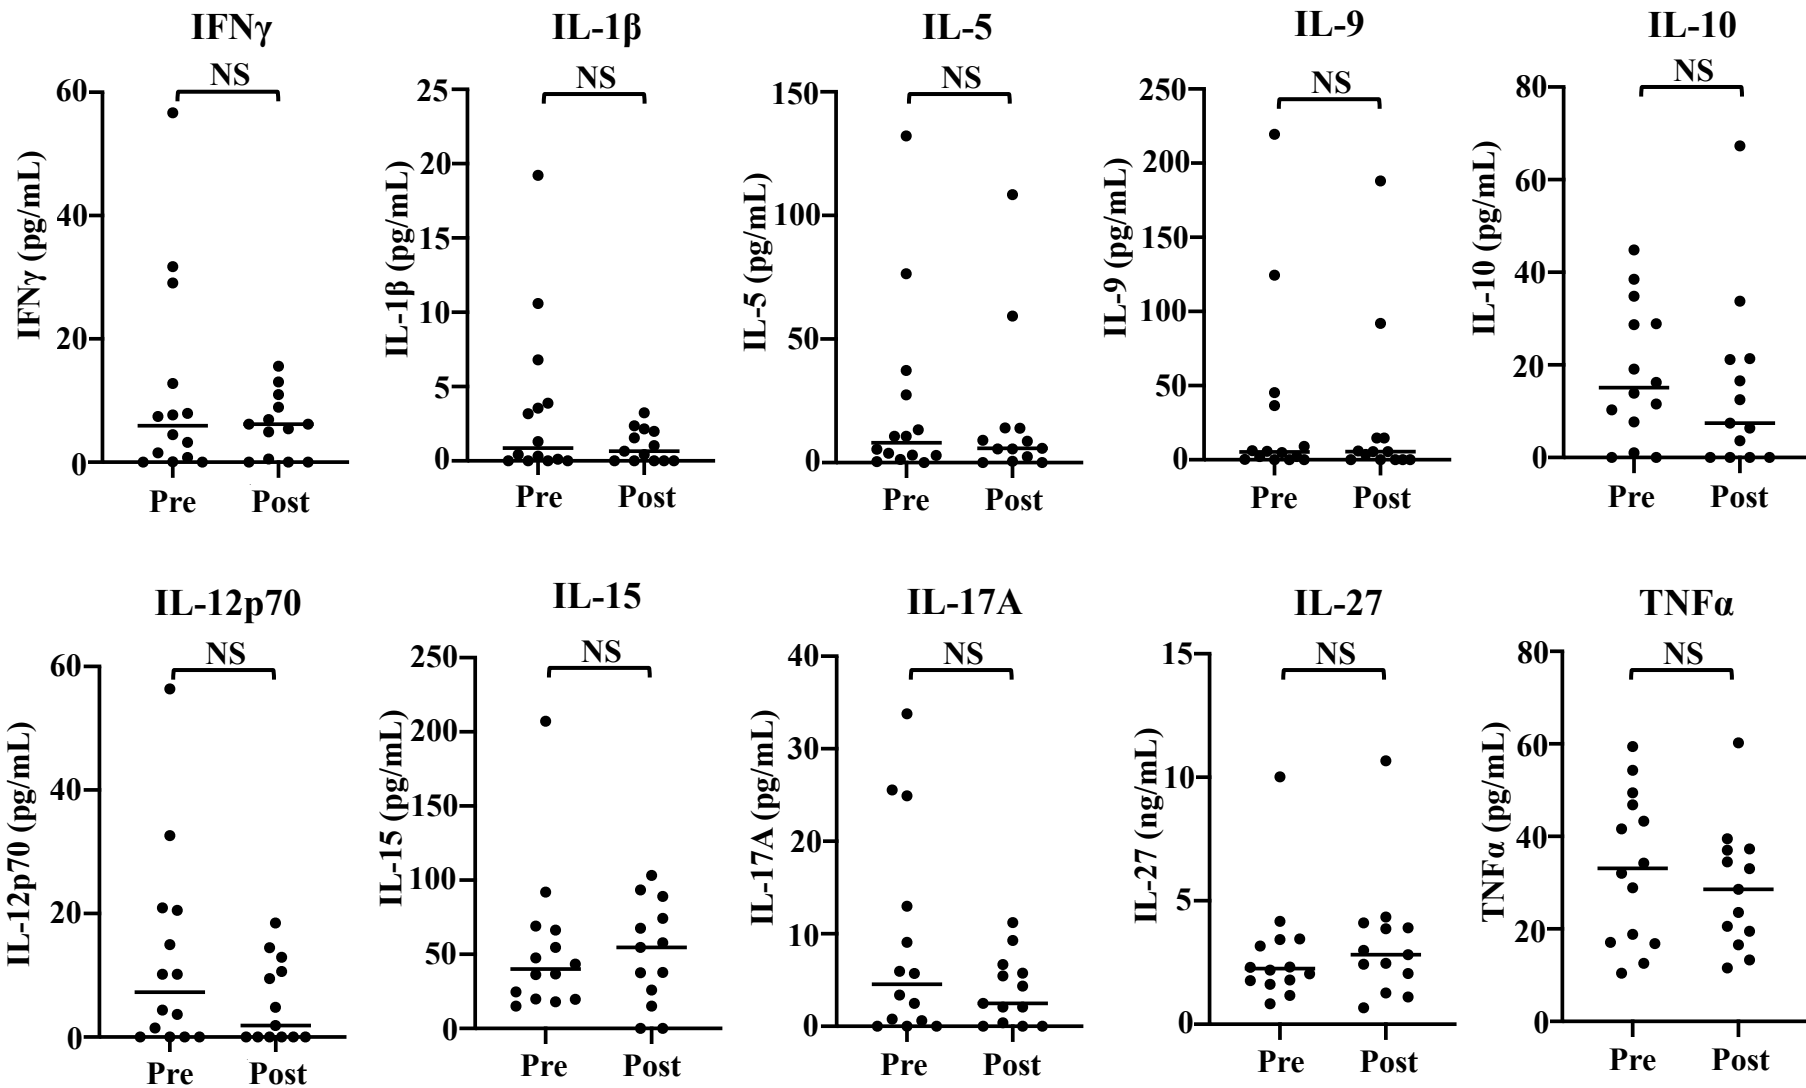 IFNγ
NS
60
40
20
0
IFNγ (pg/mL)
Pre Post
IL-1β
NS
25
20
15
10
5
0
IL-1β (pg/mL)
Pre Post
IL-5
NS
150
100
50
0
IL-5 (pg/mL)
Pre Post
IL-9
NS
250
200
150
100
50
0
IL-9 (pg/mL)
Pre Post
IL-10
NS
80
60
40
20
0
IL-10 (pg/mL)
Pre Post
IL-12p70
NS
60
40
20
0
IL-12p70 (pg/mL)
Pre Post
IL-15
NS
250
200
150
100
50
0
IL-15 (pg/mL)
Pre Post
IL-17A
NS
40
30
20
10
0
IL-17A (pg/mL)
Pre Post
IL-27
NS
15
10
5
0
IL-27 (ng/mL)
Pre Post
TNFα
NS
80
60
40
20
0
TNFα (pg/mL)
Pre Post